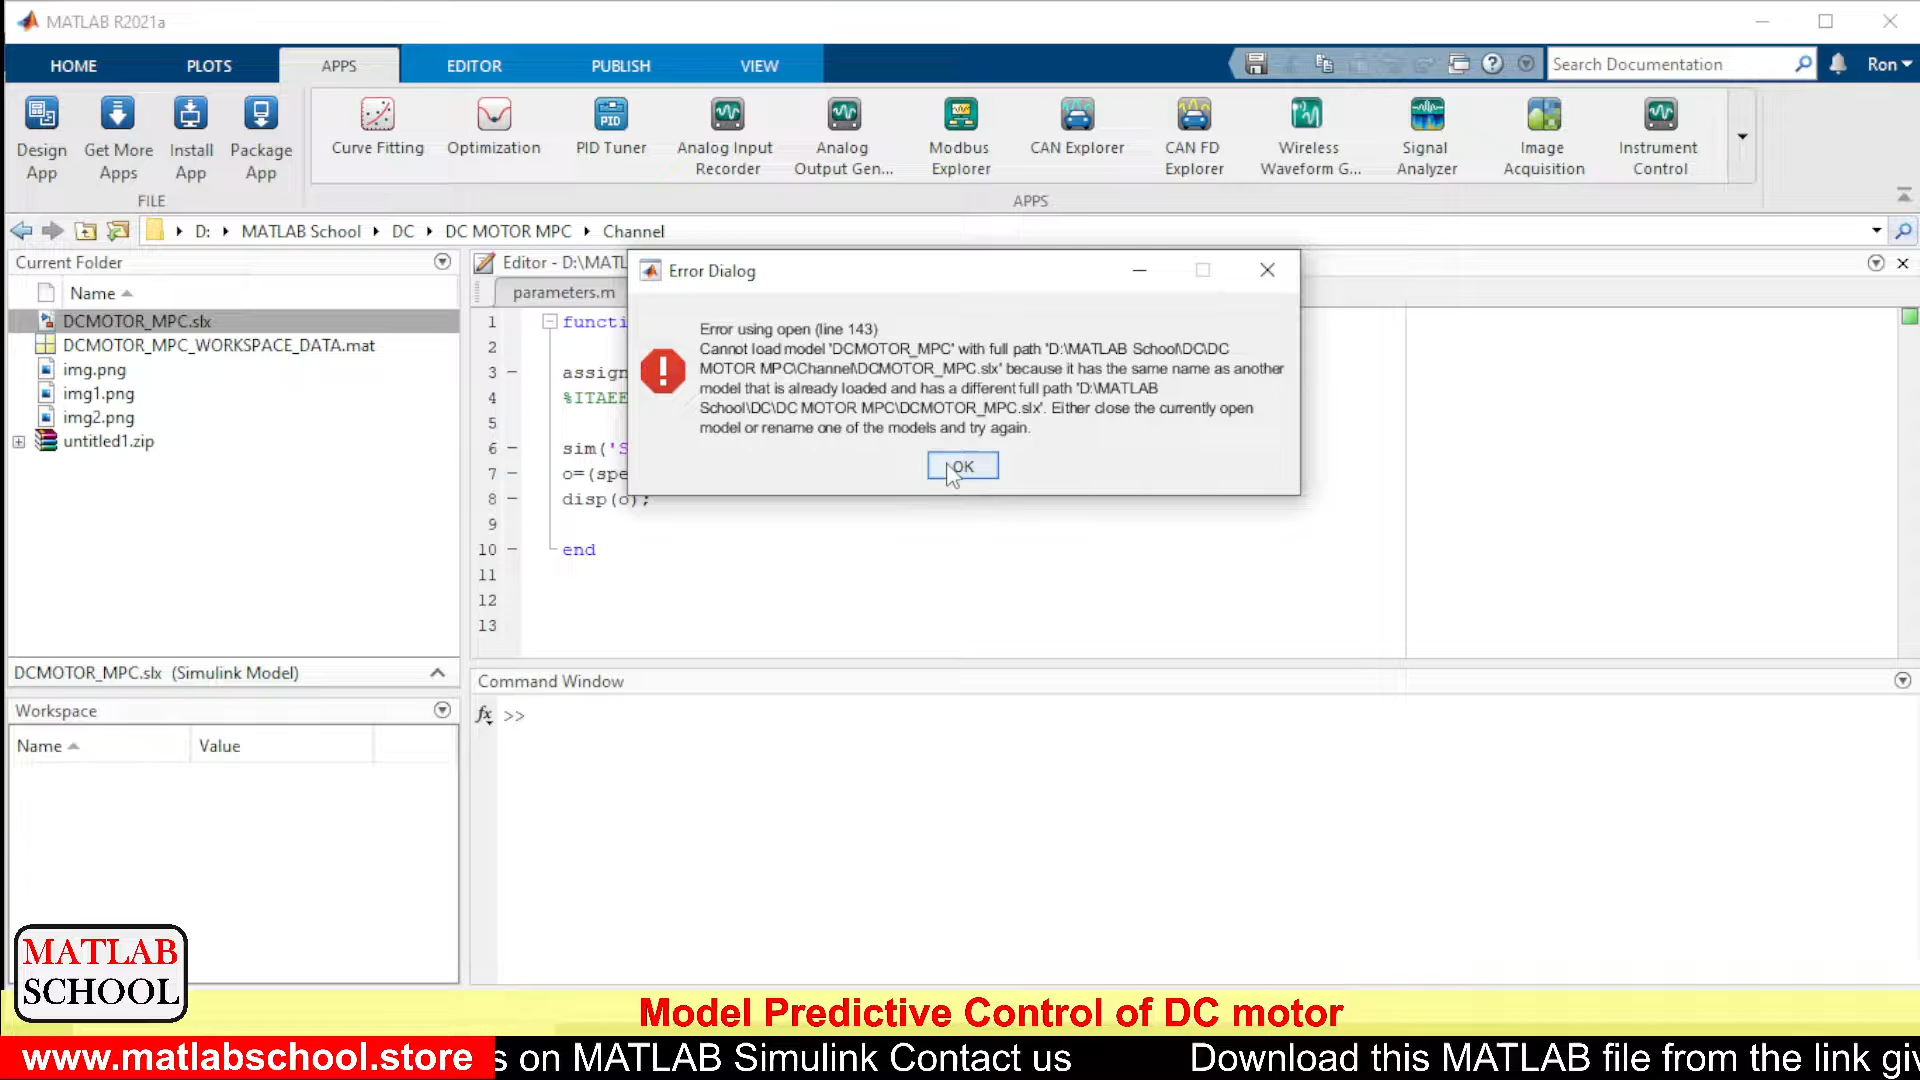 MATLAB R2021a
HOME
PLOTS
APPS
EDITOR
PUBLISH
VIEW
Search Documentation
Ron
Design App
Get More Apps
Install App
Package App
Curve Fitting
Optimization
PID Tuner
Analog Input Recorder
Analog Output Gen...
Modbus Explorer
CAN Explorer
CAN FD Explorer
Wireless Waveform G...
Signal Analyzer
Image Acquisition
Instrument Control
FILE
APPS
D: MATLAB School DC DC MOTOR MPC Channel
Current Folder
Name
DCMOTOR_MPC.slx
DCMOTOR_MPC_WORKSPACE_DATA.mat
img.png
img1.png
img2.png
untitled1.zip
DCMOTOR_MPC.slx (Simulink Model)
Workspace
Name Value
Editor - D:\MATL
parameters.m
1 functi
2
3 assign
4 %ITAEE
5
6 sim('S
7 o=(spe
8 disp(o);
9
10 end
11
12
13
Error Dialog
Error using open (line 143)
Cannot load model 'DCMOTOR_MPC' with full path 'D:\MATLAB School\DC\DC
MOTOR MPC\Channel\DCMOTOR_MPC.slx' because it has the same name as another
model that is already loaded and has a different full path 'D:\MATLAB
School\DC\DC MOTOR MPC\DCMOTOR_MPC.slx'. Either close the currently open
model or rename one of the models and try again.
OK
Command Window
fx >>
MATLAB
SCHOOL
Model Predictive Control of DC motor
www.matlabschool.store
s on MATLAB Simulink Contact us
Download this MATLAB file from the link giv